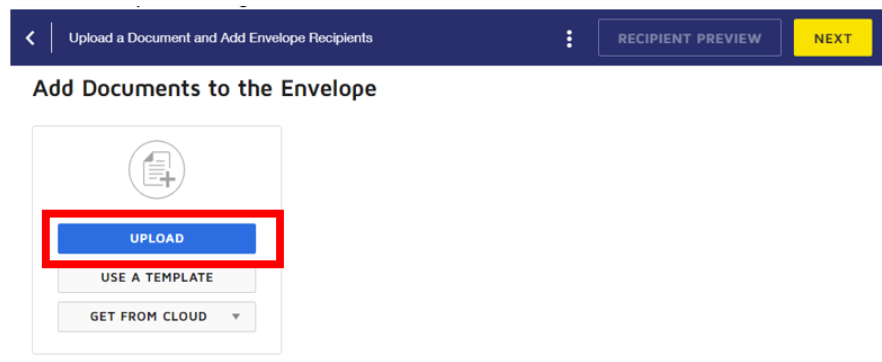 Upload a Document and Add Envelope Recipients
RECIPIENT PREVIEW
NEXT
Add Documents to the Envelope
UPLOAD
USE A TEMPLATE
GET FROM CLOUD